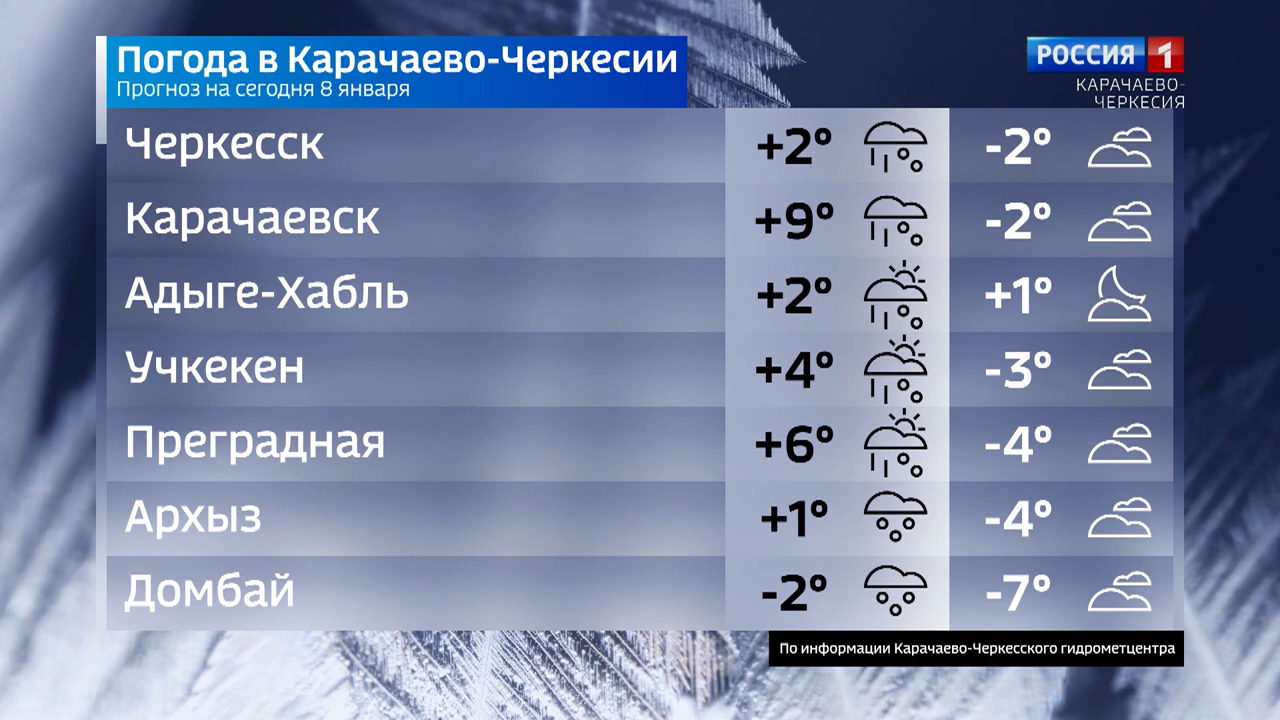 Погода в Карачаево-Черкесии
Прогноз на сегодня 8 января
РОССИЯ 1
КАРАЧАЕВО-
ЧЕРКЕСИЯ
Черкесск +2° -2°
Карачаевск +9° -2°
Адыге-Хабль +2° +1°
Учкекен +4° -3°
Преградная +6° -4°
Архыз +1° -4°
Домбай -2° -7°
По информации Карачаево-Черкесского гидрометцентра